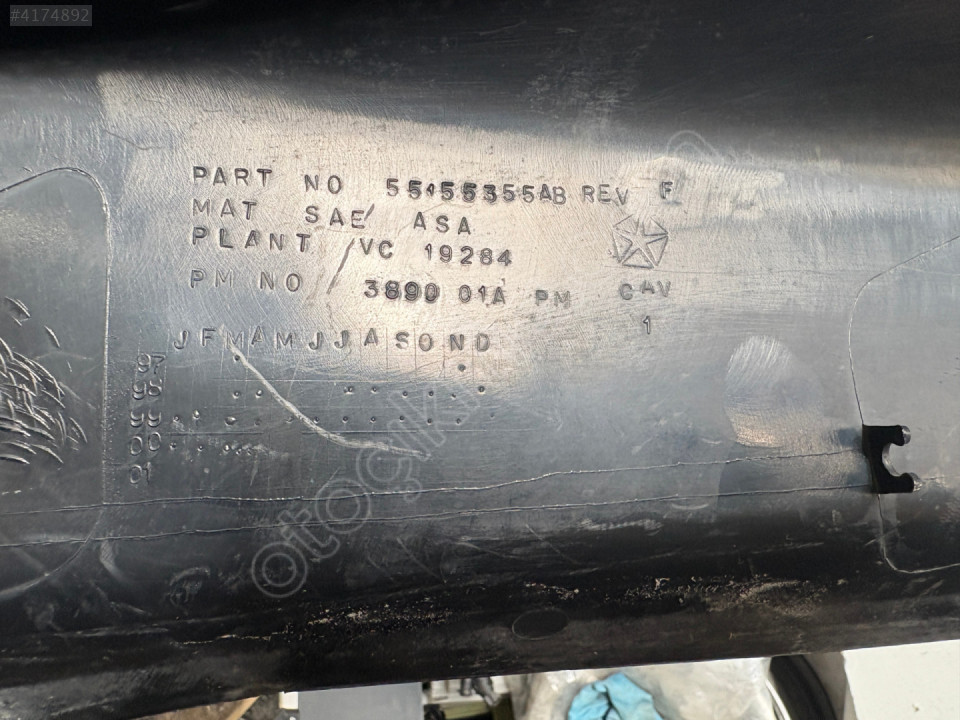 #4174892
PART NO 55155355AB REV F
MAT SAE ASA
PLANT VC 19284
PM NO 3890 01A PM CAV
1
J F M A M J J A S O N D
97
98
99
00
01